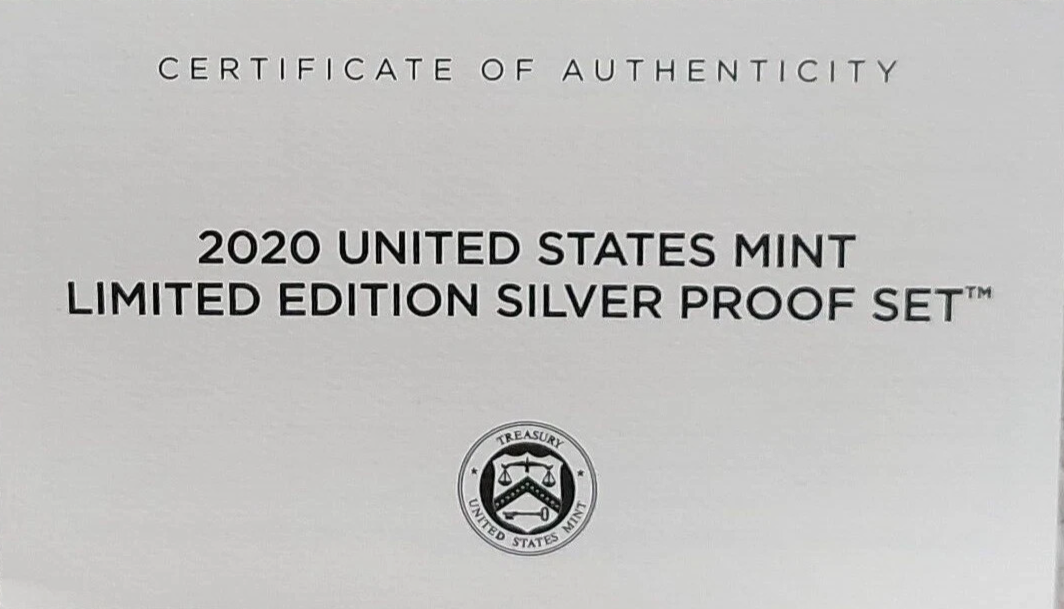 CERTIFICATE OF AUTHENTICITY
2020 UNITED STATES MINT
LIMITED EDITION SILVER PROOF SET™
TREASURY
UNITED STATES MINT